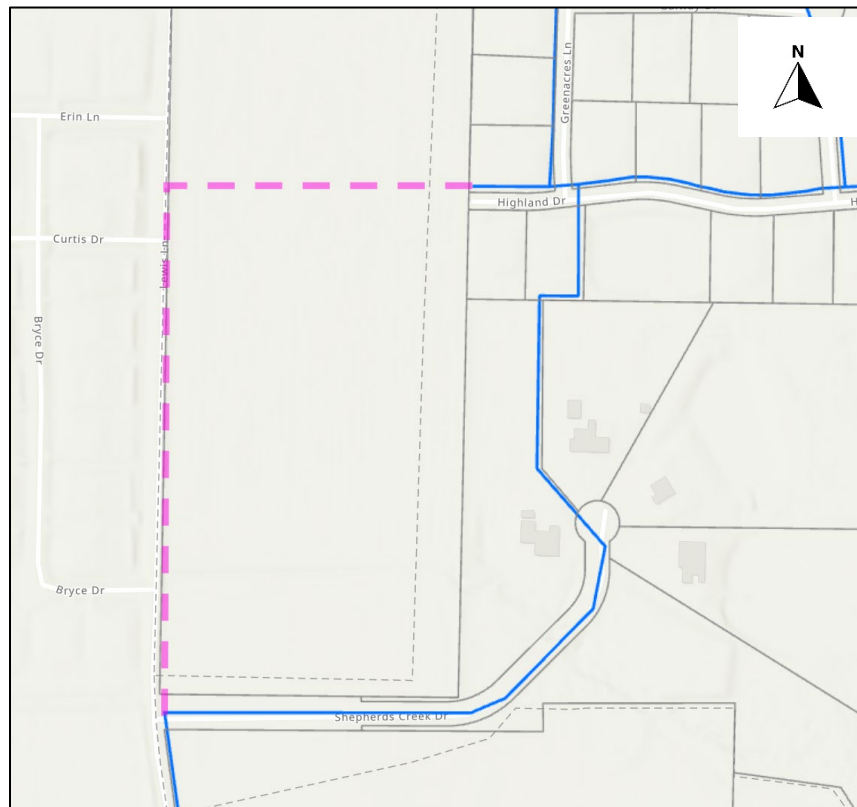 N
Greenacres Ln
Erin Ln
Highland Dr
H
Curtis Dr
Lewis Ln
Bryce Dr
Bryce Dr
Shepherds Creek Dr